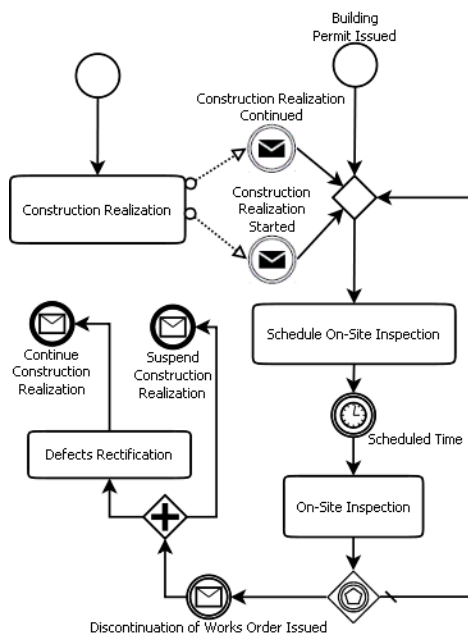 Building
Permit Issued
Construction Realization
Continued
Construction Realization
Construction
Realization
Started
Schedule On-Site Inspection
Continue
Construction
Realization
Suspend
Construction
Realization
Scheduled Time
Defects Rectification
On-Site Inspection
Discontinuation of Works Order Issued